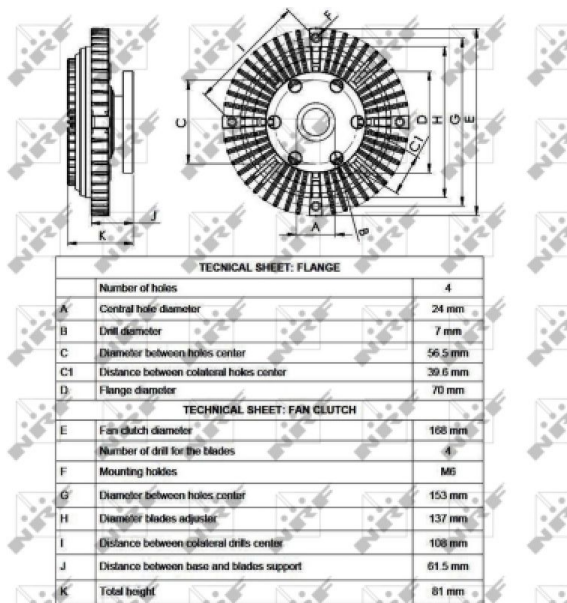 I
F
C
D
H
G
E
C1
J
K
A
B
NRF
TECNICAL SHEET: FLANGE
Number of holes 4
A Central hole diameter 24 mm
B Drill diameter 7 mm
C Diameter between holes center 56.5 mm
C1 Distance between colateral holes center 39.6 mm
D Flange diameter 70 mm
TECHNICAL SHEET: FAN CLUTCH
E Fan clutch diameter 168 mm
Number of drill for the blades 4
F Mounting holdes M6
G Diameter between holes center 153 mm
H Diameter blades adjuster 137 mm
I Distance between colateral drills center 108 mm
J Distance between base and blades support 61.5 mm
K Total height 81 mm